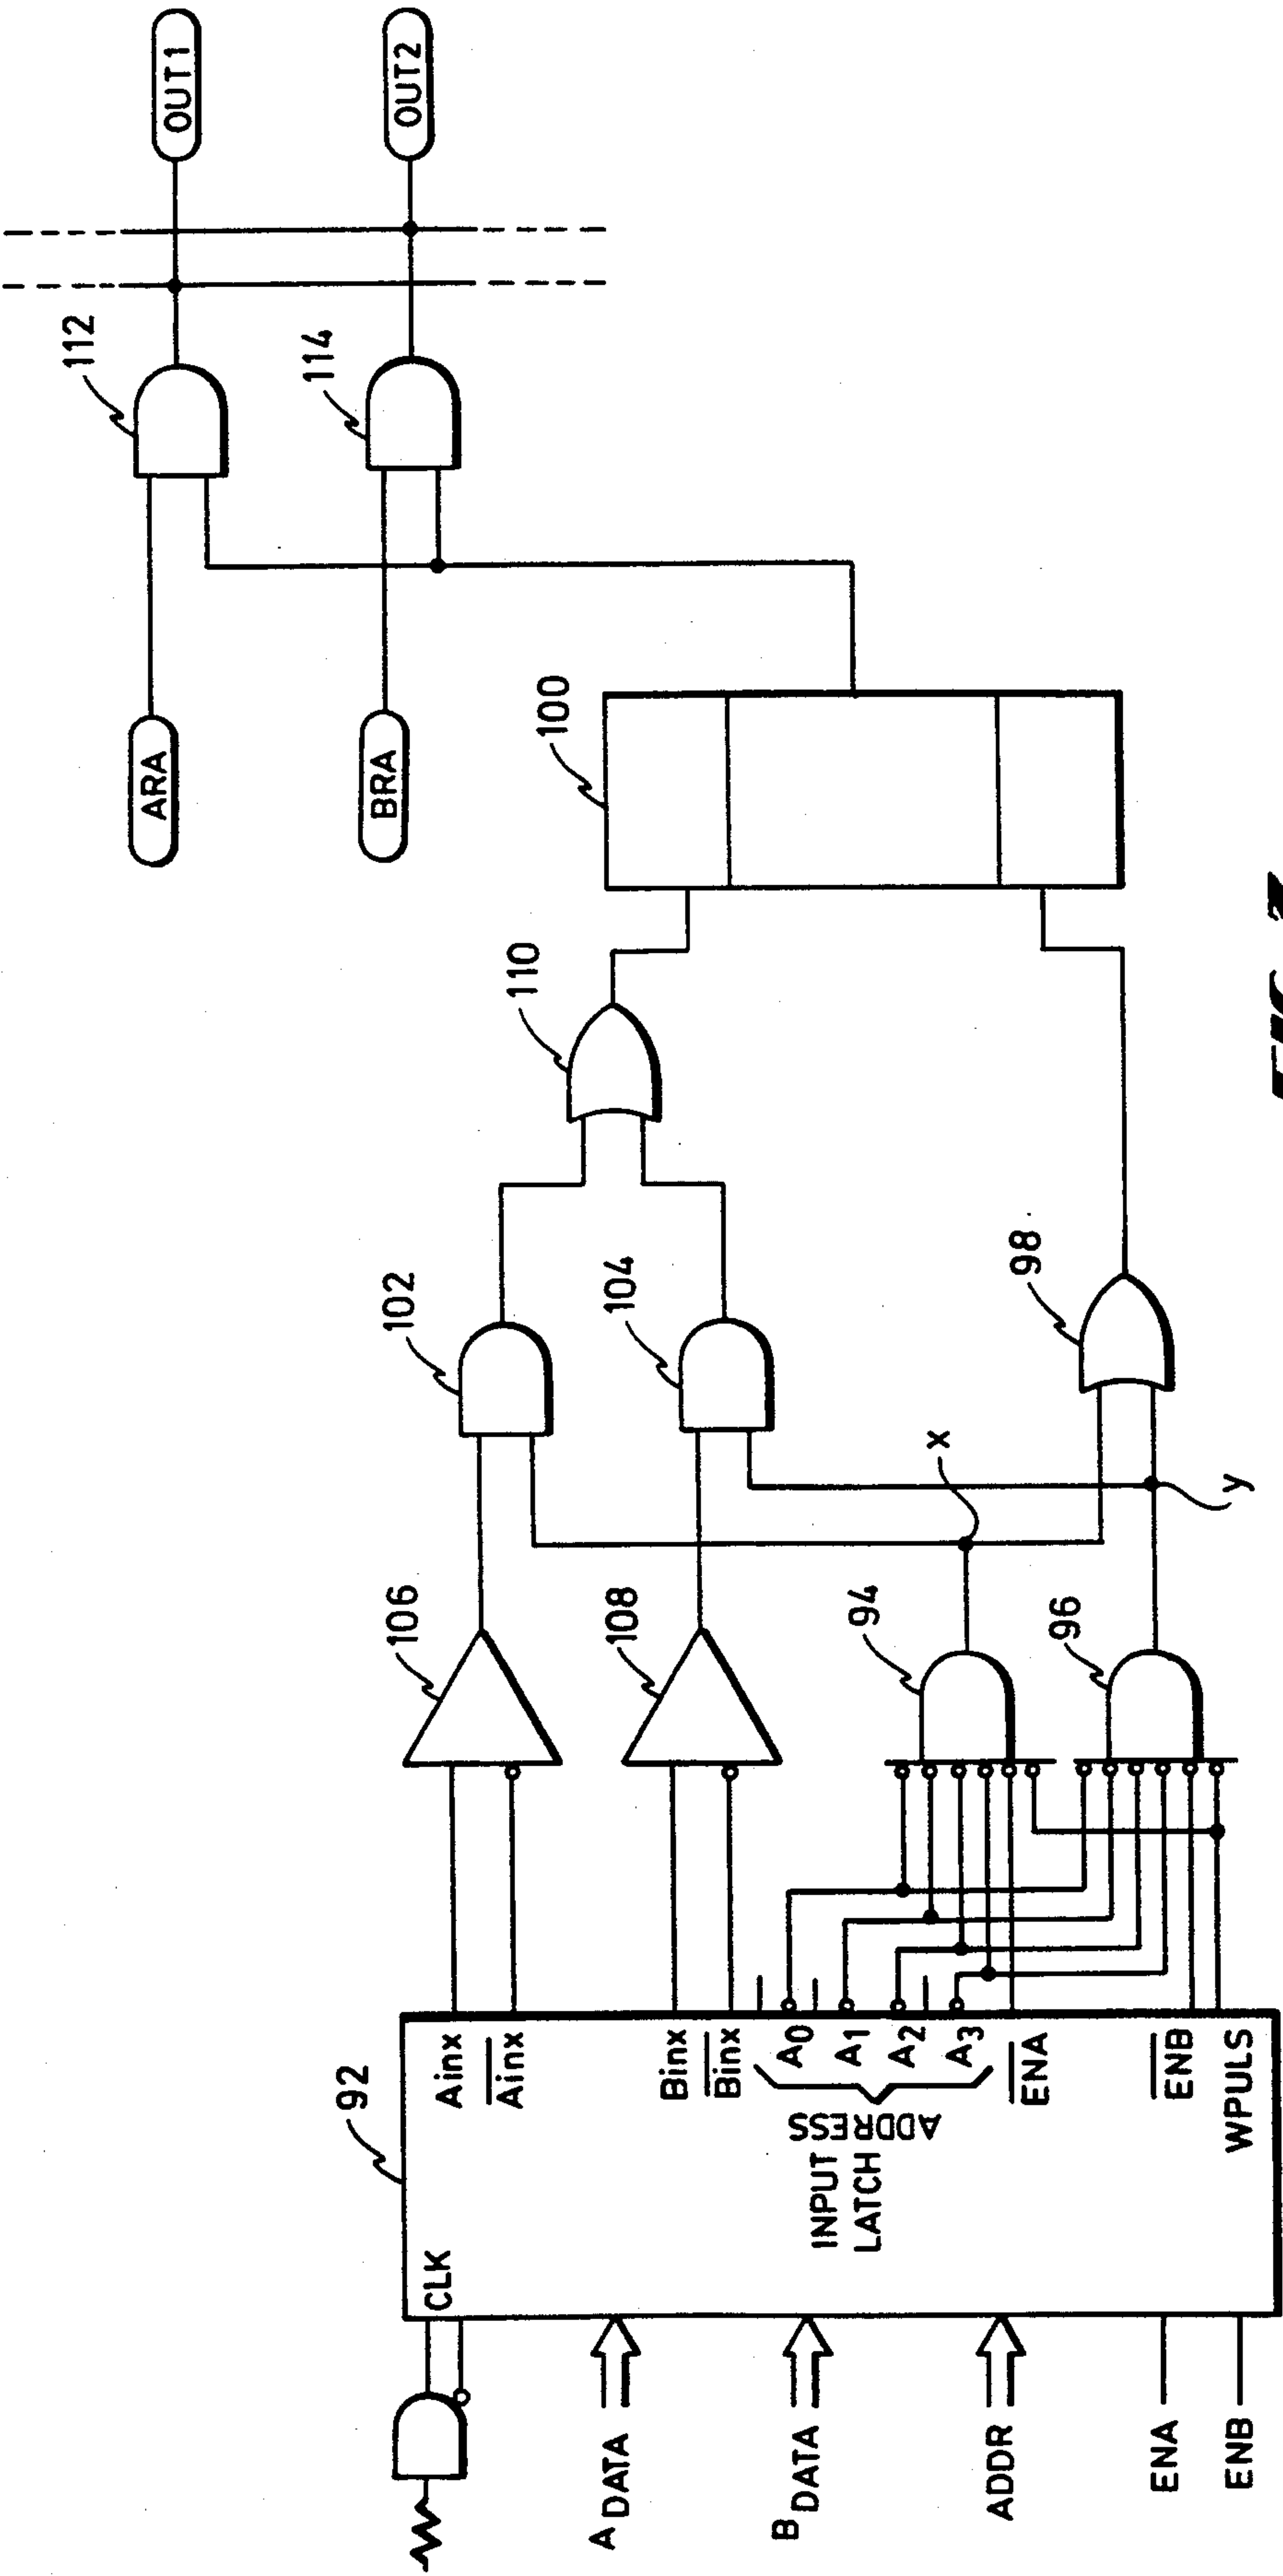 92
CLK
A DATA
B DATA
ADDR
ENA
ENB
Ainx
Ainx
Binx
Binx
A0
A1
A2
A3
ADDRESS
INPUT
LATCH
ENA
ENB
WPULS
106
108
94
96
x
y
102
104
98
110
100
ARA
BRA
112
114
OUT1
OUT2